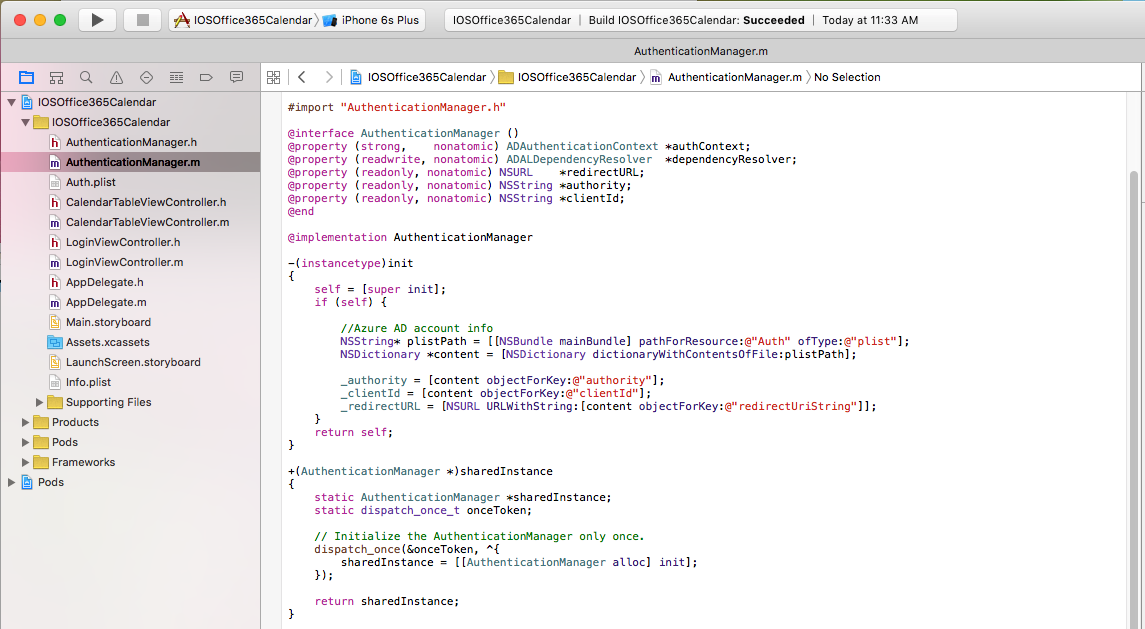 IOSOffice365Calendar iPhone 6s Plus IOSOffice365Calendar | Build IOSOffice365Calendar: Succeeded | Today at 11:33 AM
AuthenticationManager.m
IOSOffice365Calendar IOSOffice365Calendar m AuthenticationManager.m No Selection
IOSOffice365Calendar
IOSOffice365Calendar
h AuthenticationManager.h
m AuthenticationManager.m
Auth.plist
h CalendarTableViewController.h
m CalendarTableViewController.m
h LoginViewController.h
m LoginViewController.m
h AppDelegate.h
m AppDelegate.m
Main.storyboard
Assets.xcassets
LaunchScreen.storyboard
Info.plist
Supporting Files
Products
Pods
Frameworks
Pods
#import "AuthenticationManager.h"
@interface AuthenticationManager ()
@property (strong,    nonatomic) ADAuthenticationContext *authContext;
@property (readwrite, nonatomic) ADALDependencyResolver  *dependencyResolver;
@property (readonly, nonatomic) NSURL    *redirectURL;
@property (readonly, nonatomic) NSString *authority;
@property (readonly, nonatomic) NSString *clientId;
@end
@implementation AuthenticationManager
-(instancetype)init
{
    self = [super init];
    if (self) {
        //Azure AD account info
        NSString* plistPath = [[NSBundle mainBundle] pathForResource:@"Auth" ofType:@"plist"];
        NSDictionary *content = [NSDictionary dictionaryWithContentsOfFile:plistPath];
        _authority = [content objectForKey:@"authority"];
        _clientId = [content objectForKey:@"clientId"];
        _redirectURL = [NSURL URLWithString:[content objectForKey:@"redirectUriString"]];
    }
    return self;
}
+(AuthenticationManager *)sharedInstance
{
    static AuthenticationManager *sharedInstance;
    static dispatch_once_t onceToken;
    // Initialize the AuthenticationManager only once.
    dispatch_once(&onceToken, ^{
        sharedInstance = [[AuthenticationManager alloc] init];
    });
    return sharedInstance;
}